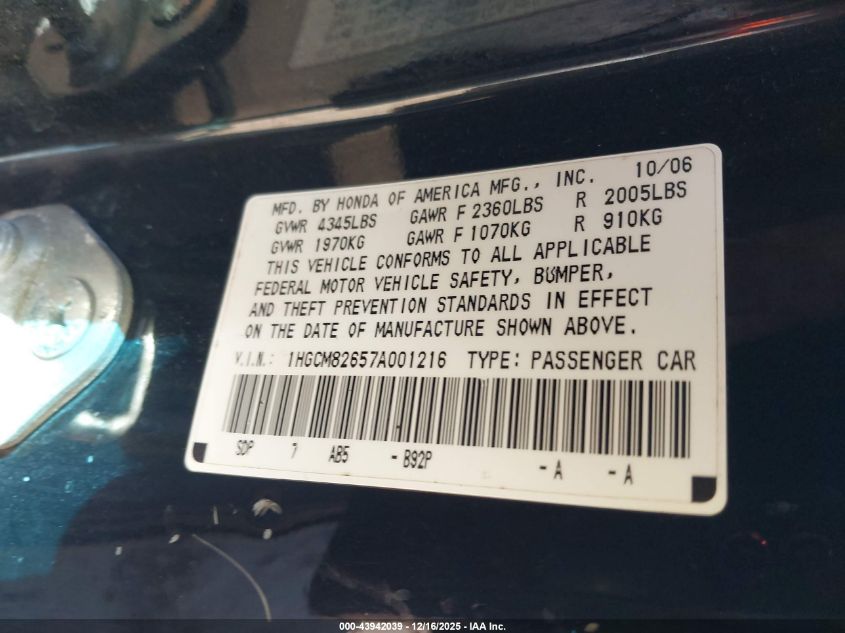 10/06
MFD. BY HONDA OF AMERICA MFG., INC.
GVWR 4345LBS GAWR F 2360LBS R 2005LBS
GVWR 1970KG GAWR F 1070KG R 910KG
THIS VEHICLE CONFORMS TO ALL APPLICABLE
FEDERAL MOTOR VEHICLE SAFETY, BUMPER,
AND THEFT PREVENTION STANDARDS IN EFFECT
ON THE DATE OF MANUFACTURE SHOWN ABOVE.
V.I.N.: 1HGCM82657A001216 TYPE: PASSENGER CAR
SDP 7 AB5 - B92P - A - A
000-43942039 - 12/16/2025 - IAA Inc.